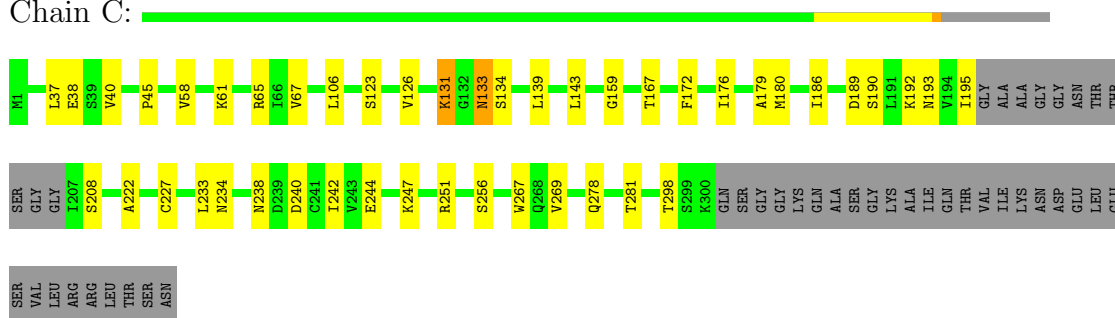 Chain C:
M1 L37 E38 S39 V40 P45 V58 K61 R65 I66 V67 L106 S123 V126 K131 G132 N133 S134 L139 L143 G159 T167 F172 I176 A179 M180 I186 D189 S190 L191 K192 N193 V194 I195 GLY ALA ALA GLY GLY ASN THR THR
SER GLY GLY I207 S208 A222 C227 L233 N234 N238 D239 D240 C241 I242 V243 E244 K247 R251 S256 W267 Q268 V269 Q278 T281 T298 S299 K300 GLN SER GLY GLY LYS GLN ALA SER GLY LYS ALA ILE GLN THR VAL ILE LYS ASN ASP GLU LEU GLU
SER VAL LEU ARG ARG LEU THR SER ASN